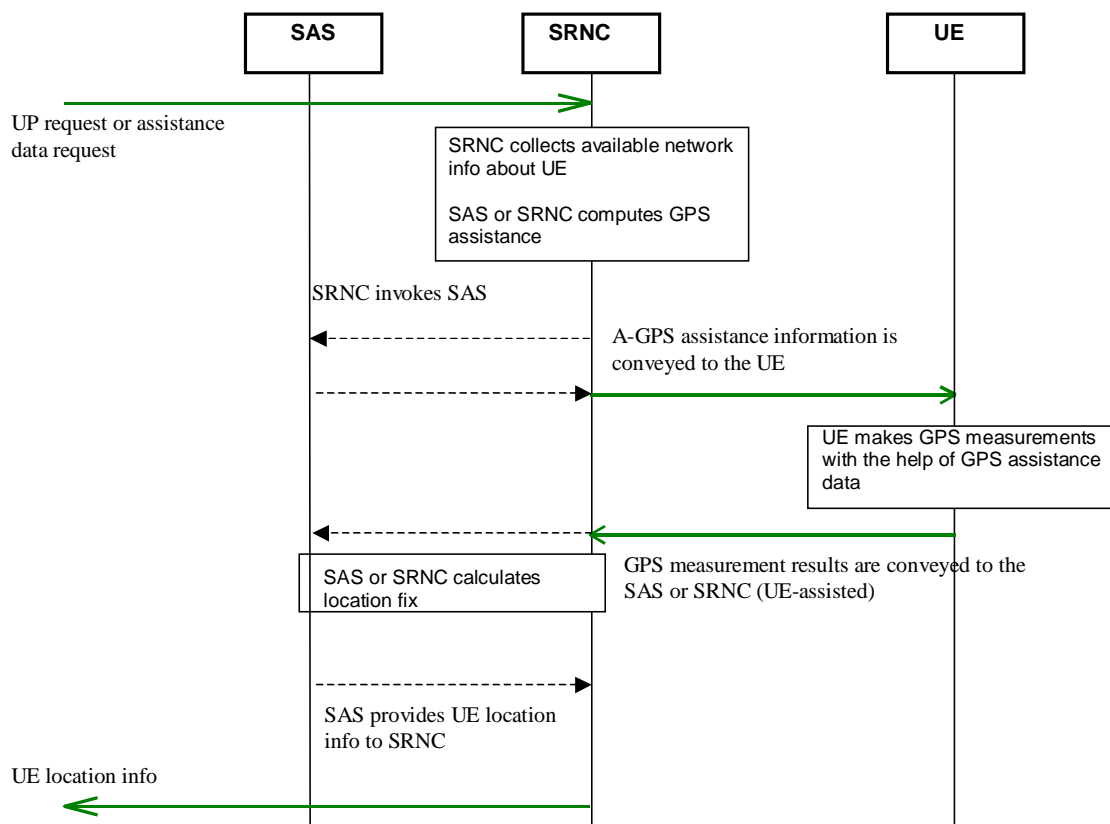 SAS
SRNC
UE
UP request or assistance
data request
SRNC collects available network
info about UE
SAS or SRNC computes GPS
assistance
SRNC invokes SAS
A-GPS assistance information is
conveyed to the UE
UE makes GPS measurements
with the help of GPS assistance
data
GPS measurement results are conveyed to the
SAS or SRNC (UE-assisted)
SAS or SRNC calculates
location fix
SAS provides UE location
info to SRNC
UE location info